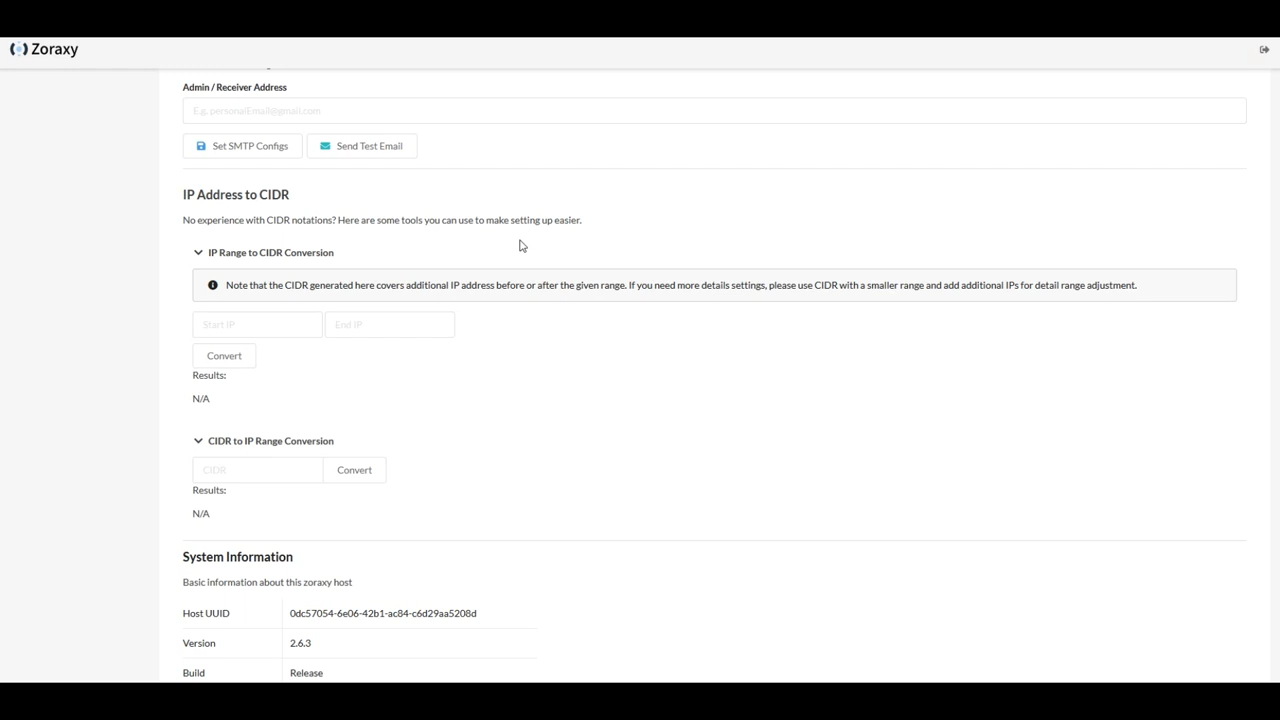 Zoraxy
Admin / Receiver Address
E.g. personalEmail@gmail.com
Set SMTP Configs
Send Test Email
IP Address to CIDR
No experience with CIDR notations? Here are some tools you can use to make setting up easier.
IP Range to CIDR Conversion
Note that the CIDR generated here covers additional IP address before or after the given range. If you need more details settings, please use CIDR with a smaller range and add additional IPs for detail range adjustment.
Start IP
End IP
Convert
Results:
N/A
CIDR to IP Range Conversion
CIDR
Convert
Results:
N/A
System Information
Basic information about this zoraxy host
Host UUID 0dc57054-6e06-42b1-ac84-c6d29aa5208d
Version 2.6.3
Build Release